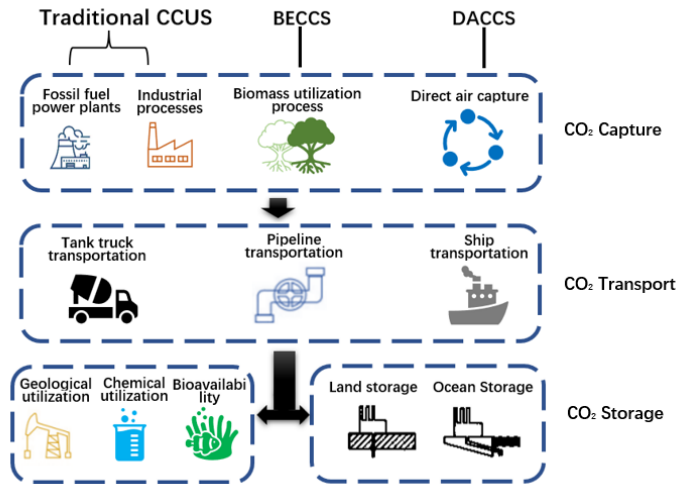 Traditional CCUS
BECCS
DACCS
Fossil fuel
power plants
Industrial
processes
Biomass utilization
process
Direct air capture
CO₂ Capture
Tank truck
transportation
Pipeline
transportation
Ship
transportation
CO₂ Transport
Geological
utilization
Chemical
utilization
Bioavailabi
lity
Land storage
Ocean Storage
CO₂ Storage